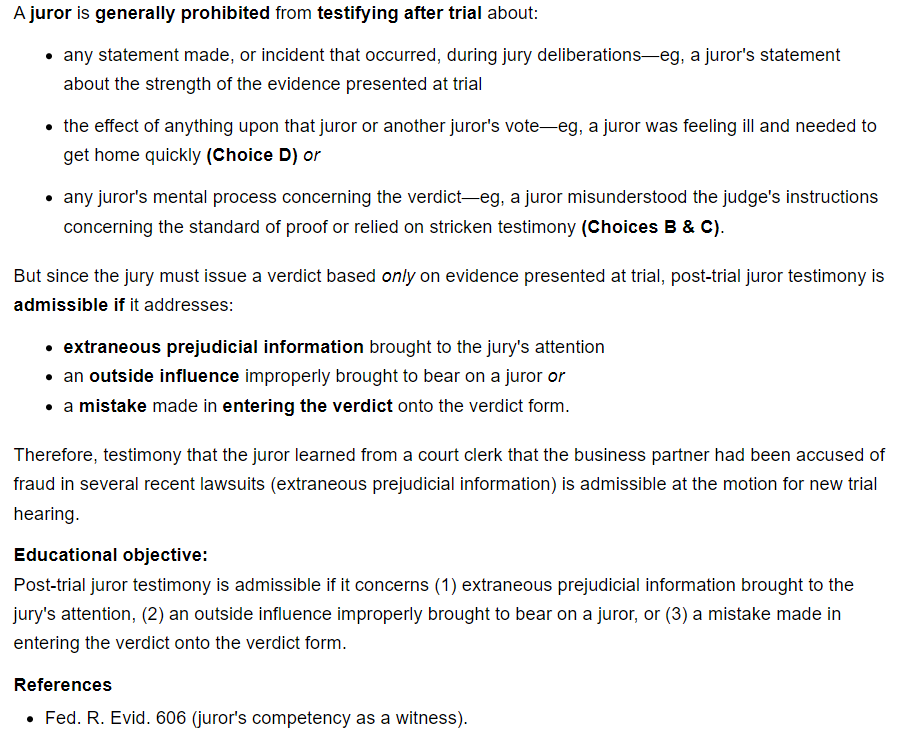 A juror is generally prohibited from testifying after trial about:
• any statement made, or incident that occurred, during jury deliberations—eg, a juror's statement
about the strength of the evidence presented at trial
• the effect of anything upon that juror or another juror's vote—eg, a juror was feeling ill and needed to
get home quickly (Choice D) or
• any juror's mental process concerning the verdict—eg, a juror misunderstood the judge's instructions
concerning the standard of proof or relied on stricken testimony (Choices B & C).
But since the jury must issue a verdict based only on evidence presented at trial, post-trial juror testimony is
admissible if it addresses:
• extraneous prejudicial information brought to the jury's attention
• an outside influence improperly brought to bear on a juror or
• a mistake made in entering the verdict onto the verdict form.
Therefore, testimony that the juror learned from a court clerk that the business partner had been accused of
fraud in several recent lawsuits (extraneous prejudicial information) is admissible at the motion for new trial
hearing.
Educational objective:
Post-trial juror testimony is admissible if it concerns (1) extraneous prejudicial information brought to the
jury's attention, (2) an outside influence improperly brought to bear on a juror, or (3) a mistake made in
entering the verdict onto the verdict form.
References
• Fed. R. Evid. 606 (juror's competency as a witness).